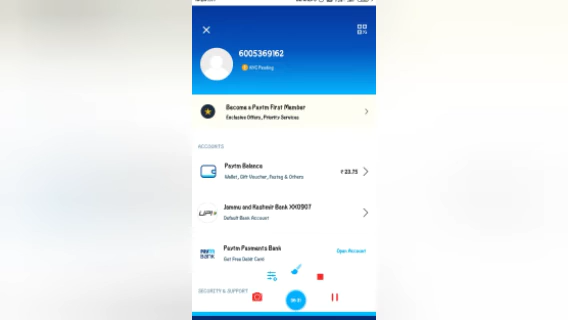 6005369162
KYC Pending
Become a Paytm First Member
Exclusive Offers, Priority Services
ACCOUNTS
Paytm Balance
Wallet, Gift Voucher, Fastag & Others
₹ 23.75
UPI
Jammu and Kashmir Bank XX0907
Default Bank Account
Paytm Payments Bank
Get Free Debit Card
Open Account
SECURITY & SUPPORT